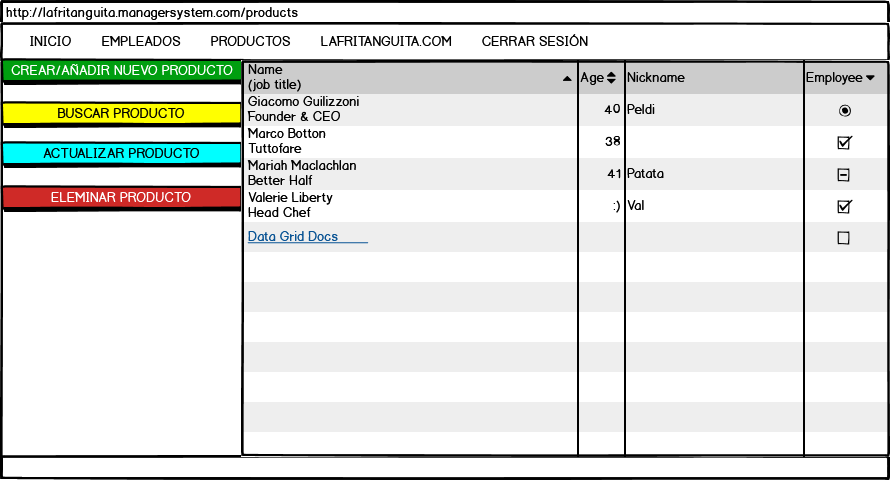 http://lafritanguita.managersystem.com/products
INICIO EMPLEADOS PRODUCTOS LAFRITANGUITA.COM CERRAR SESIÓN
CREAR/AÑADIR NUEVO PRODUCTO
BUSCAR PRODUCTO
ACTUALIZAR PRODUCTO
ELEMINAR PRODUCTO
Name
(job title) Age Nickname Employee
Giacomo Guilizzoni
Founder & CEO 40 Peldi
Marco Botton
Tuttofare 38
Mariah Maclachlan
Better Half 41 Patata
Valerie Liberty
Head Chef :) Val
Data Grid Docs